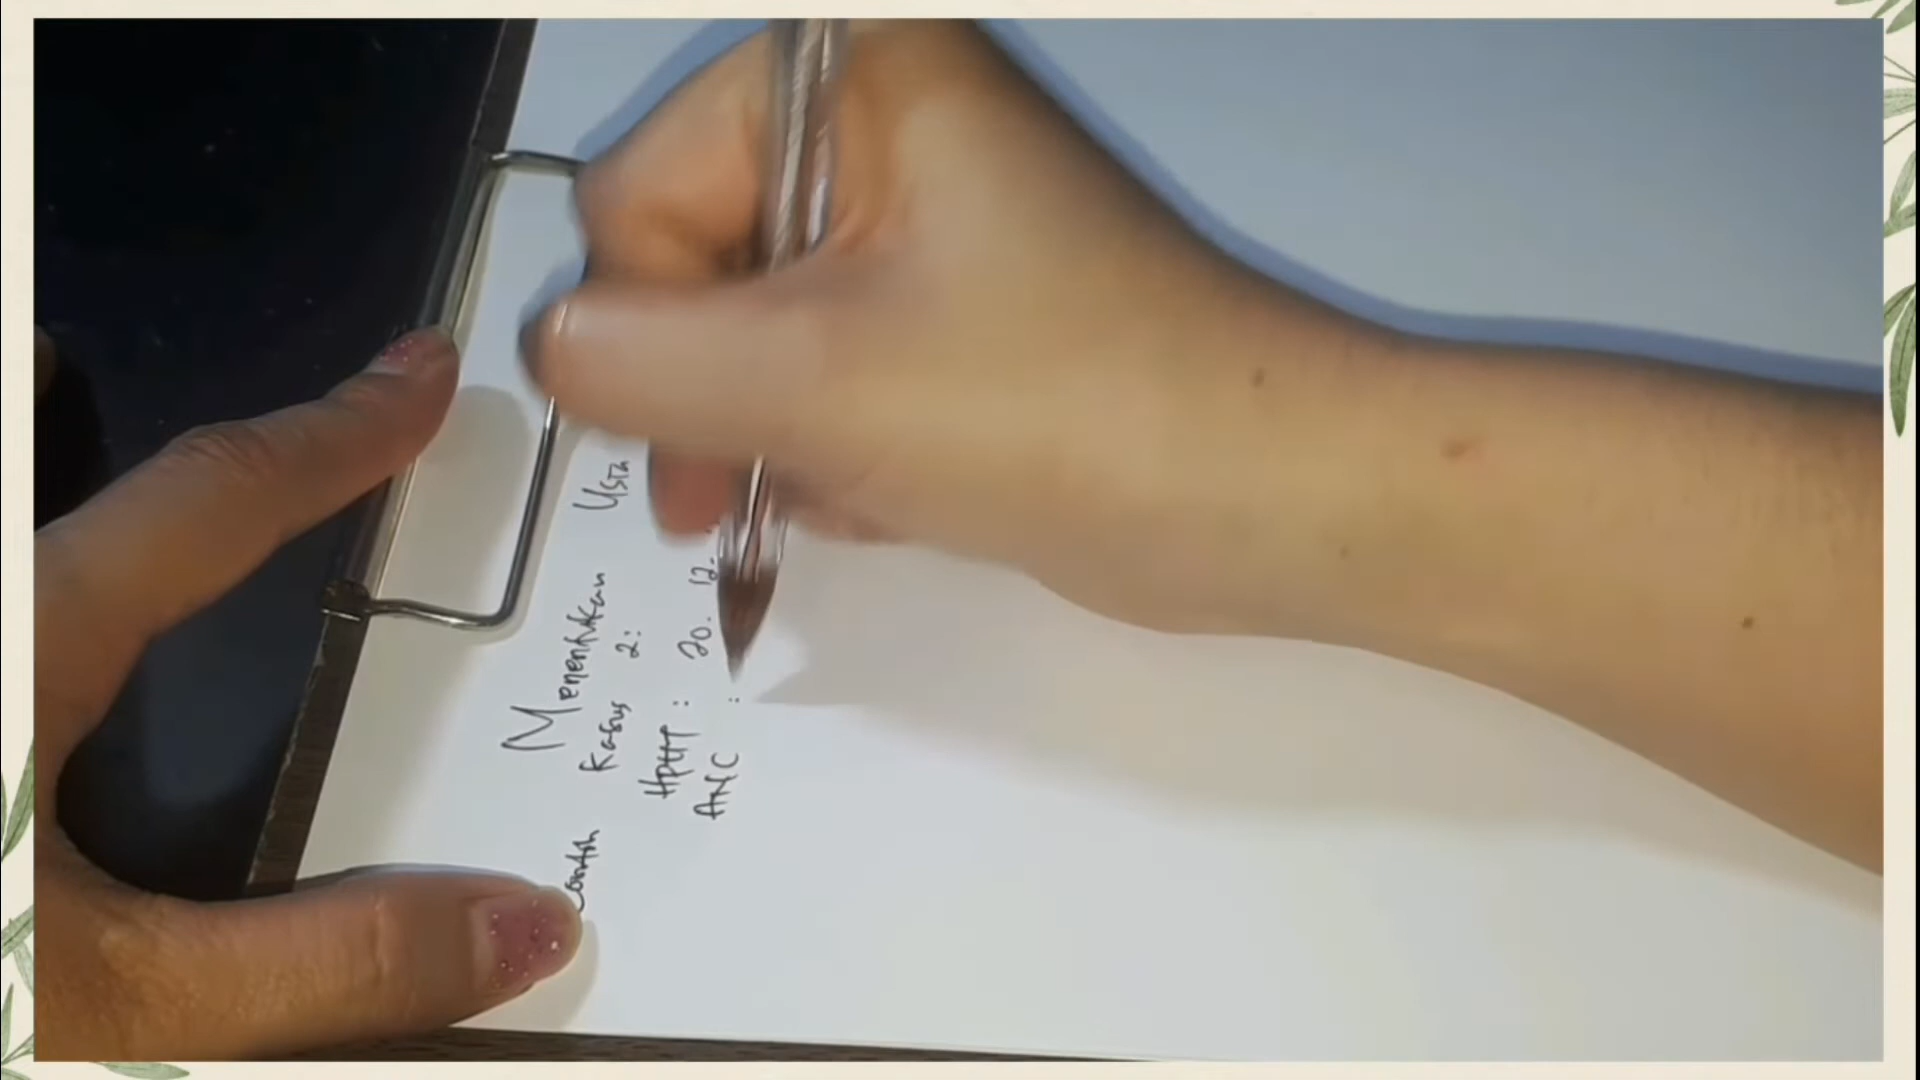 Menentukan Usia
Contoh Kasus 2:
HPHT : 20. 12.
ANC :